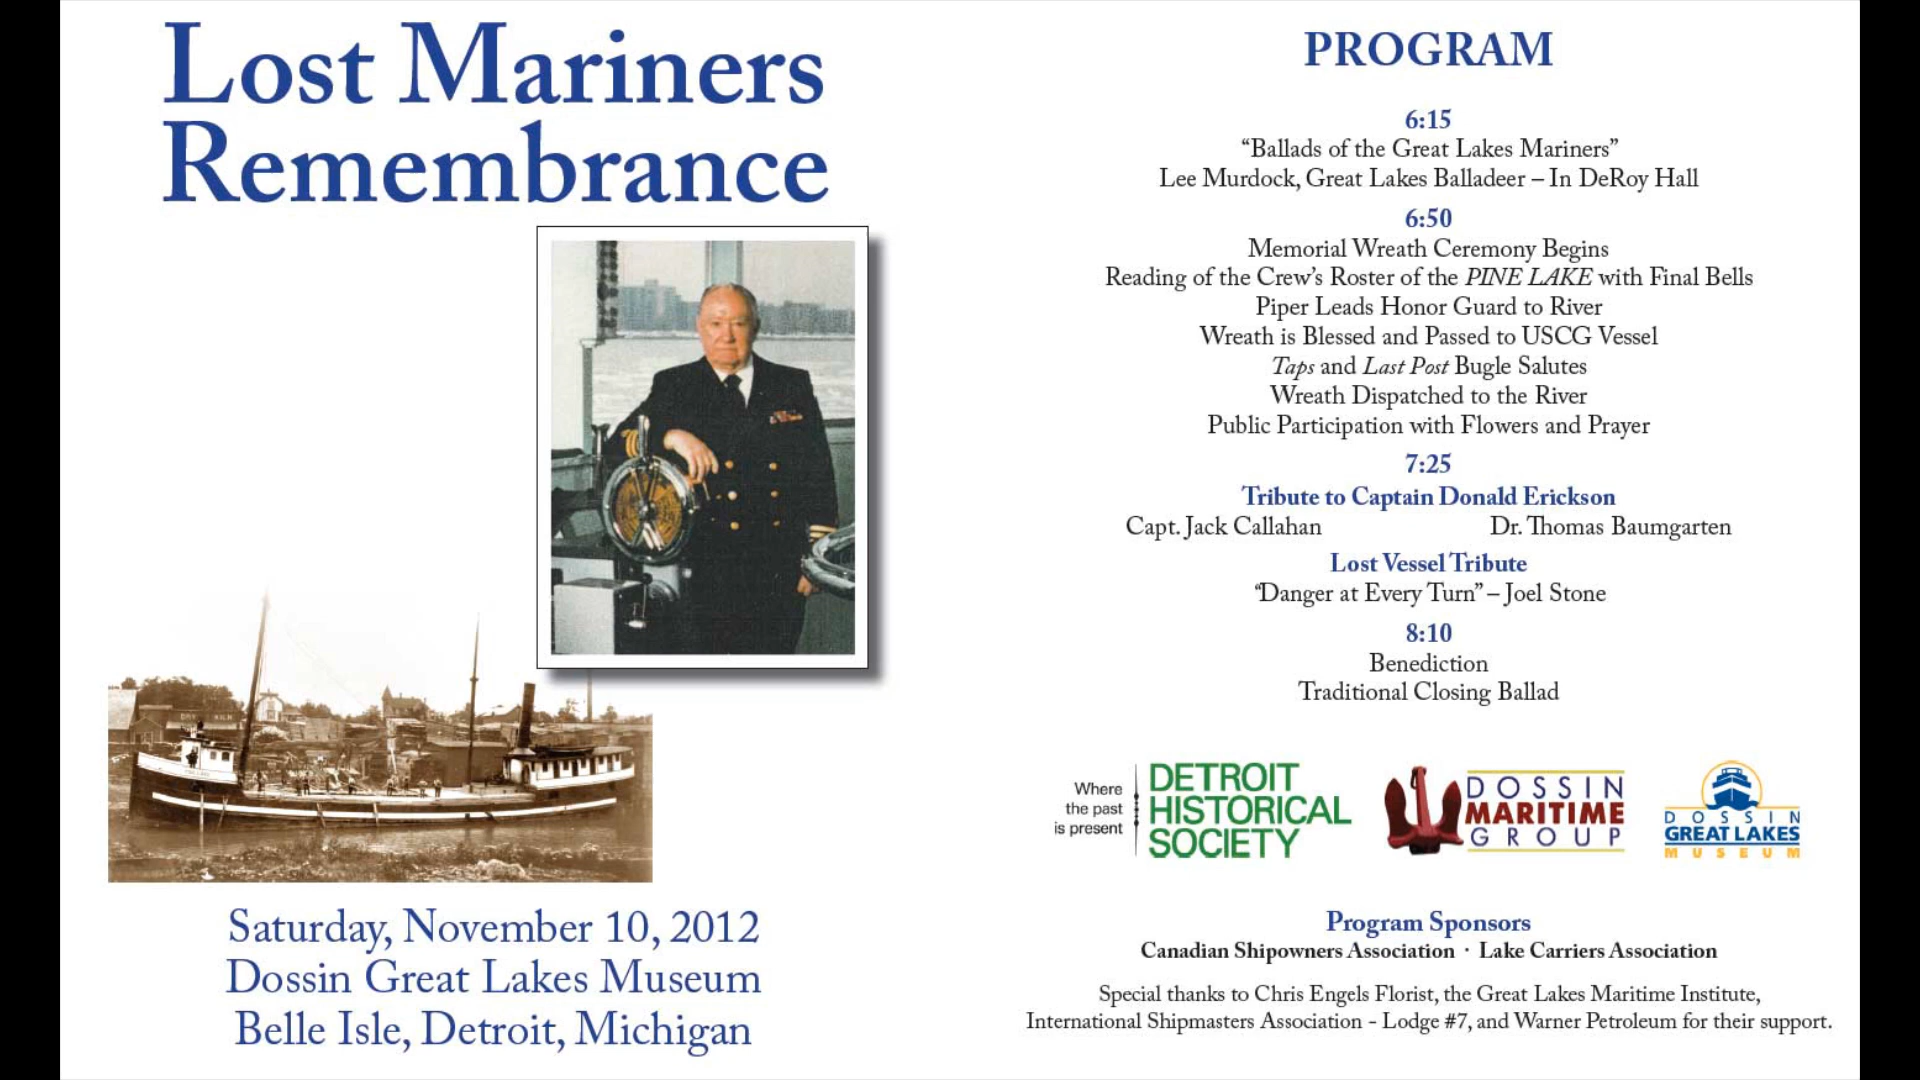 Lost Mariners
Remembrance
DRY KILN
Saturday, November 10, 2012
Dossin Great Lakes Museum
Belle Isle, Detroit, Michigan
PROGRAM
6:15
“Ballads of the Great Lakes Mariners”
Lee Murdock, Great Lakes Balladeer – In DeRoy Hall
6:50
Memorial Wreath Ceremony Begins
Reading of the Crew’s Roster of the PINE LAKE with Final Bells
Piper Leads Honor Guard to River
Wreath is Blessed and Passed to USCG Vessel
Taps and Last Post Bugle Salutes
Wreath Dispatched to the River
Public Participation with Flowers and Prayer
7:25
Tribute to Captain Donald Erickson
Capt. Jack Callahan Dr. Thomas Baumgarten
Lost Vessel Tribute
“Danger at Every Turn” – Joel Stone
8:10
Benediction
Traditional Closing Ballad
Where
the past
is present
DETROIT
HISTORICAL
SOCIETY
DOSSIN
MARITIME
GROUP
DOSSIN
GREAT LAKES
MUSEUM
Program Sponsors
Canadian Shipowners Association · Lake Carriers Association
Special thanks to Chris Engels Florist, the Great Lakes Maritime Institute,
International Shipmasters Association - Lodge #7, and Warner Petroleum for their support.